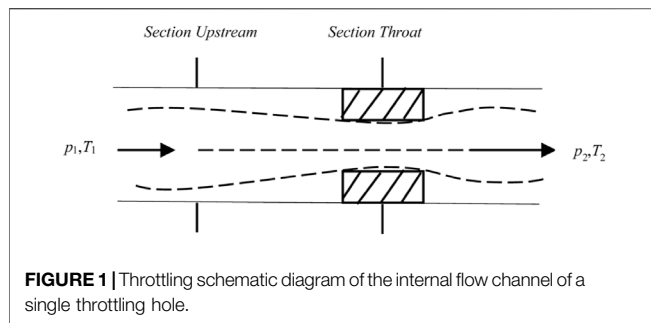 Section Upstream Section Throat
p₁,T₁ p₂,T₂
FIGURE 1 | Throttling schematic diagram of the internal flow channel of a
single throttling hole.